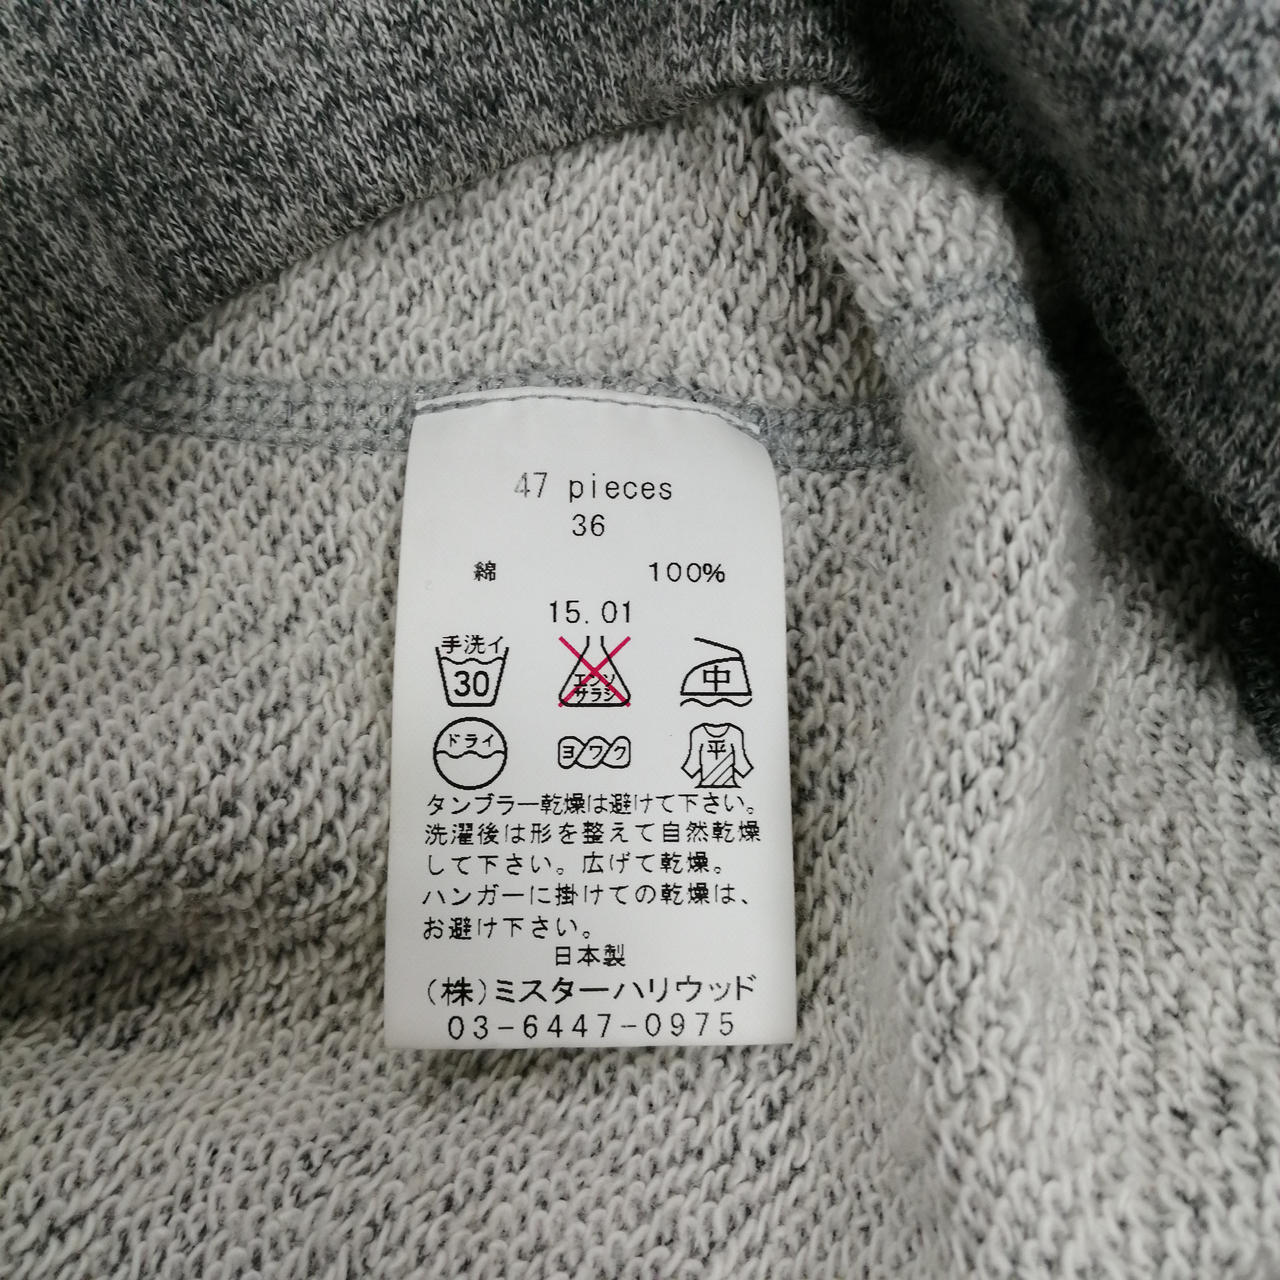 47 pieces
36
綿 100%
15.01
手洗イ
30
エンソ
サラシ
中
ドライ
ヨワク
平
タンブラー乾燥は避けて下さい。
洗濯後は形を整えて自然乾燥
して下さい。広げて乾燥。
ハンガーに掛けての乾燥は、
お避け下さい。
日本製
(株)ミスターハリウッド
03-6447-0975